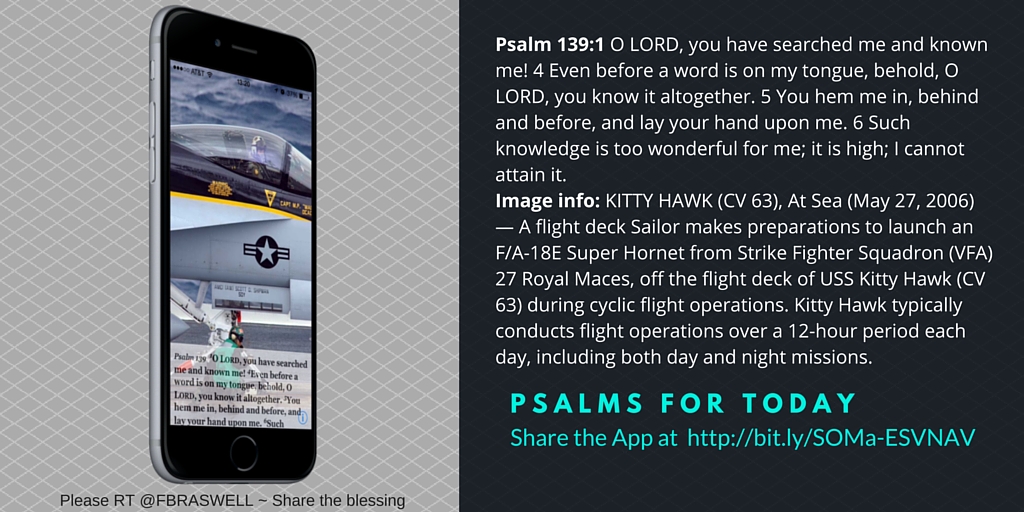 ●●●○○ AT&T
13:20
CAPT M.P.
Psalm 139 ¹O LORD, you have searched
me and known me! ⁴Even before a
word is on my tongue, behold, O
LORD, you know it altogether. ⁵You
hem me in, behind and before, and
lay your hand upon me. ⁶Such
Please RT @FBRASWELL ~ Share the blessing
Psalm 139:1 O LORD, you have searched me and known
me! 4 Even before a word is on my tongue, behold, O
LORD, you know it altogether. 5 You hem me in, behind
and before, and lay your hand upon me. 6 Such
knowledge is too wonderful for me; it is high; I cannot
attain it.
Image info: KITTY HAWK (CV 63), At Sea (May 27, 2006)
— A flight deck Sailor makes preparations to launch an
F/A-18E Super Hornet from Strike Fighter Squadron (VFA)
27 Royal Maces, off the flight deck of USS Kitty Hawk (CV
63) during cyclic flight operations. Kitty Hawk typically
conducts flight operations over a 12-hour period each
day, including both day and night missions.
PSALMS FOR TODAY
Share the App at http://bit.ly/SOMa-ESVNAV